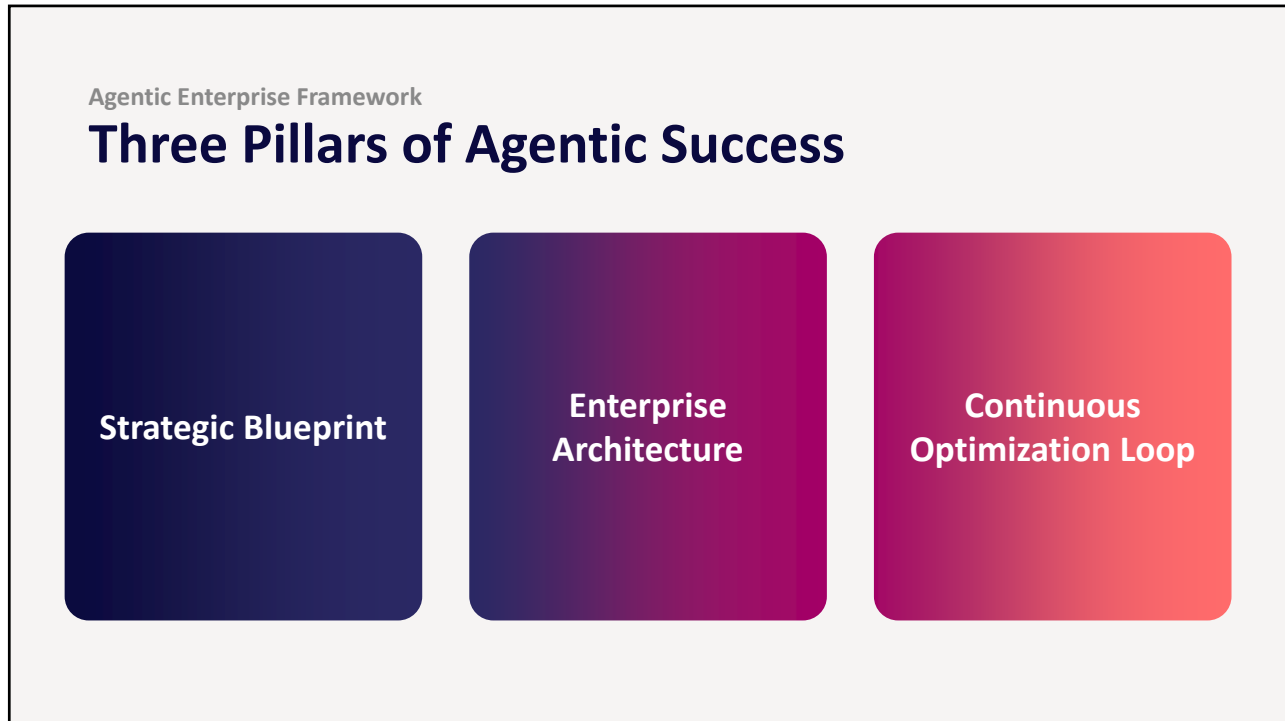 Agentic Enterprise Framework
Three Pillars of Agentic Success
Strategic Blueprint
Enterprise
Architecture
Continuous
Optimization Loop